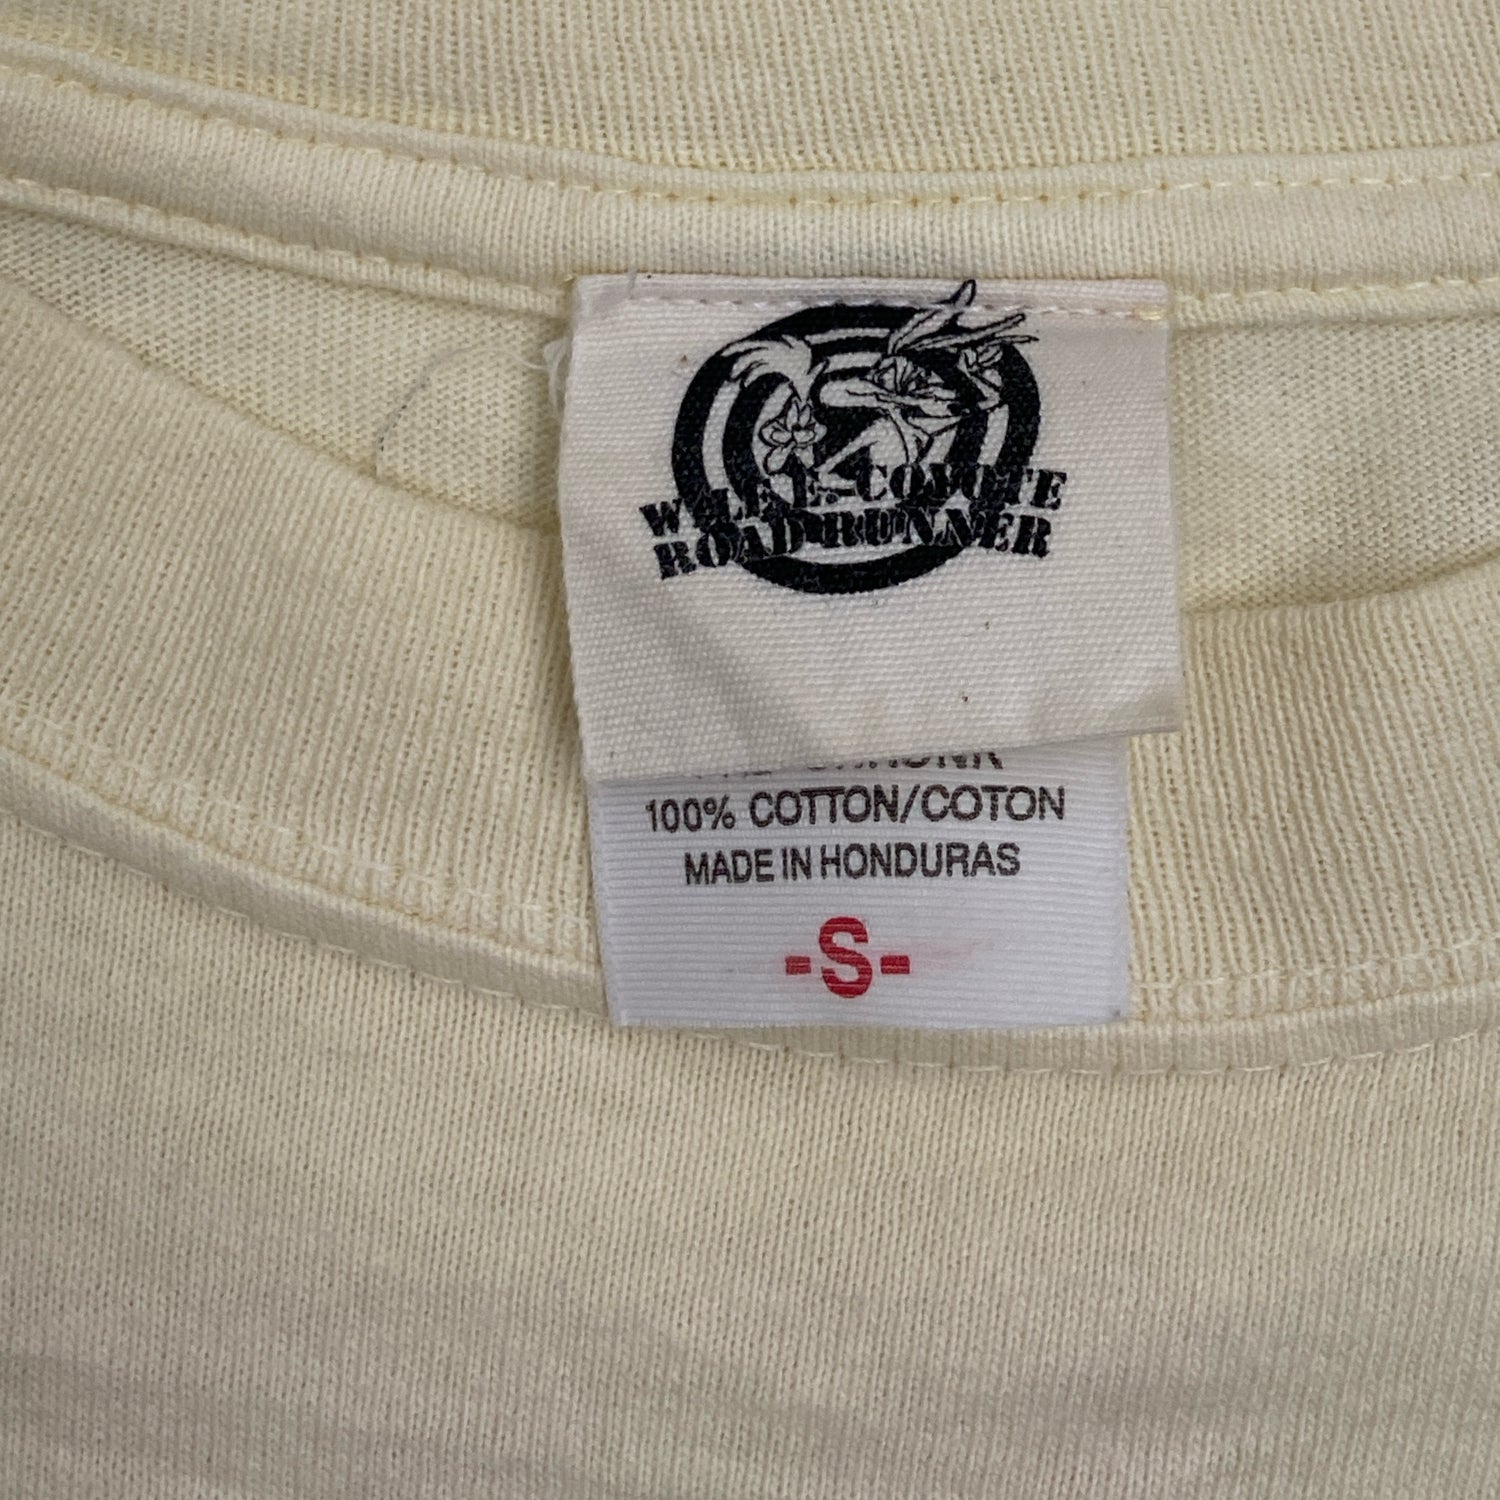 WILE E. COYOTE
ROAD RUNNER
100% COTTON/COTON
MADE IN HONDURAS
-S-